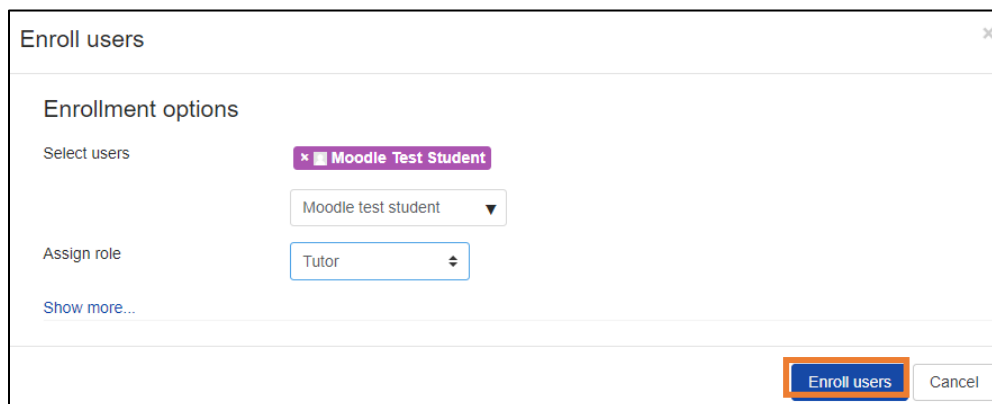 Enroll users
×
Enrollment options
Select users
× Moodle Test Student
Moodle test student ▼
Assign role
Tutor
Show more...
Enroll users
Cancel